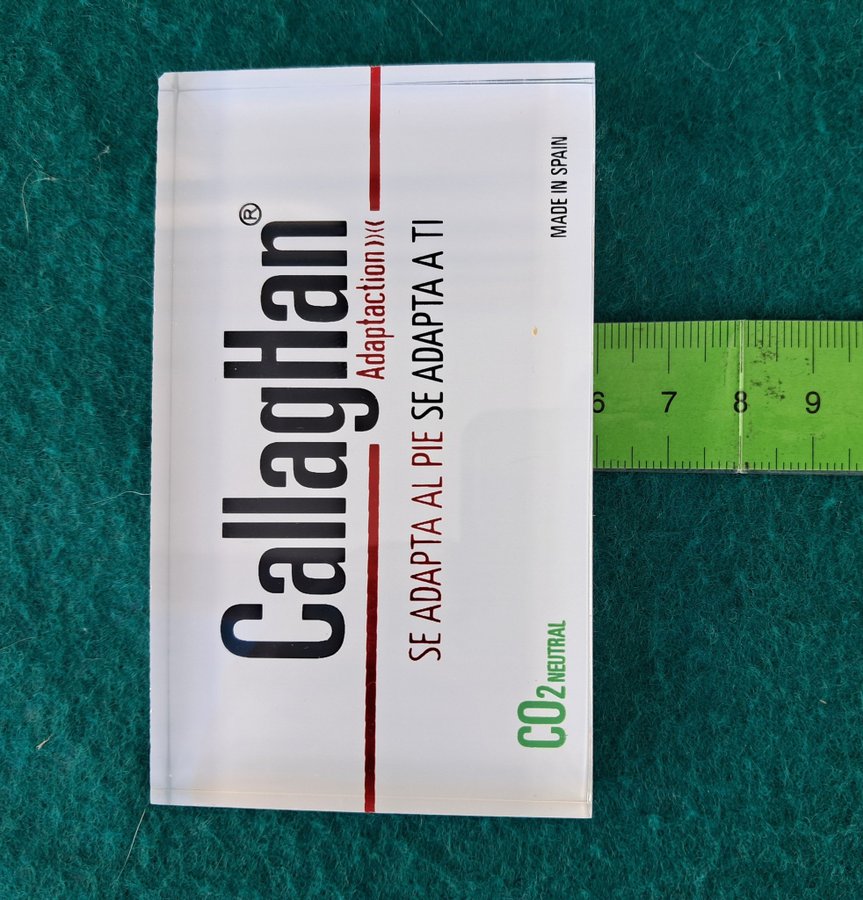 CallagHan®
Adaptaction
SE ADAPTA AL PIE SE ADAPTA A TI
CO2 NEUTRAL
MADE IN SPAIN
6 7 8 9